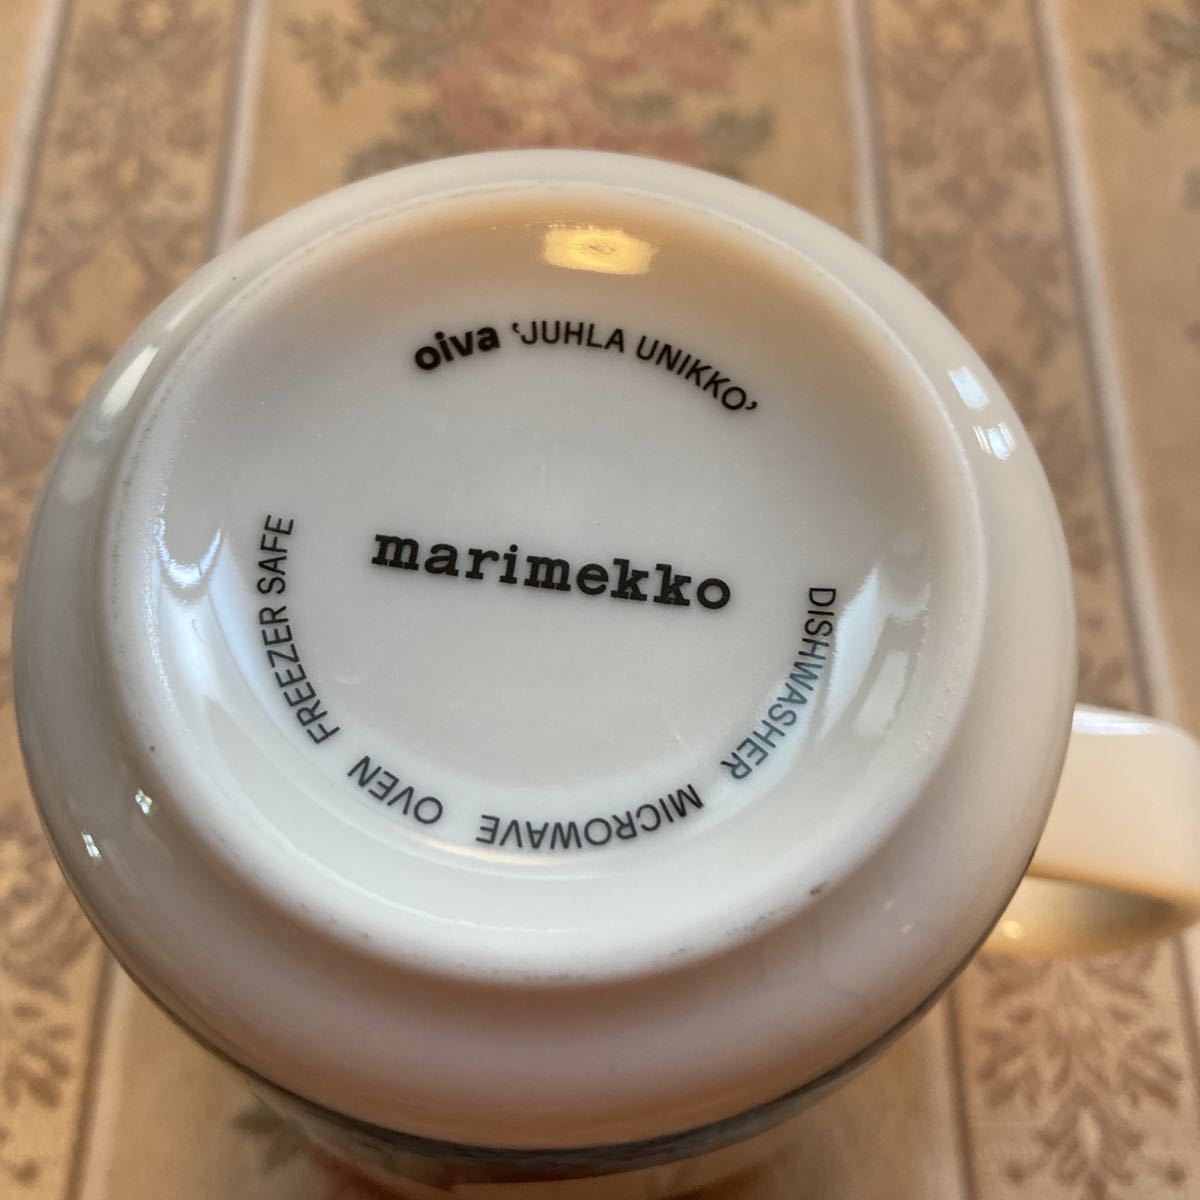 oiva ‘JUHLA UNIKKO’
marimekko
DISHWASHER MICROWAVE OVEN FREEZER SAFE